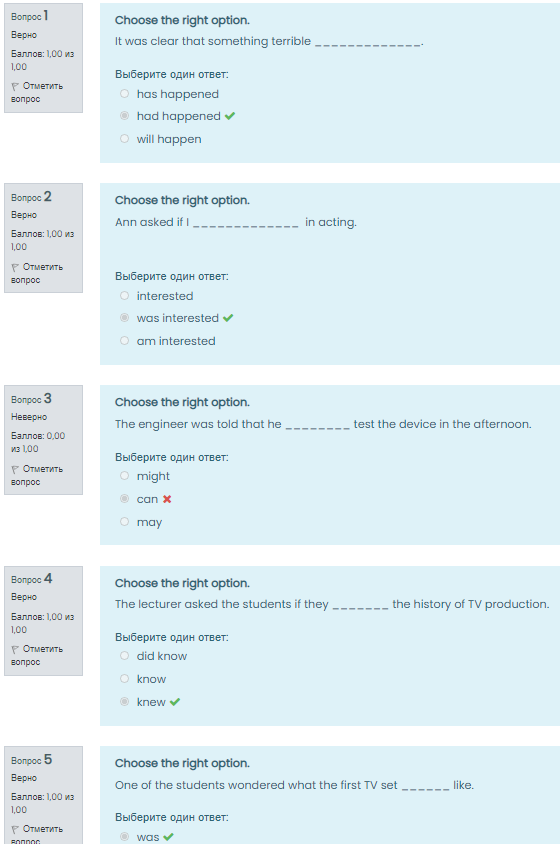 Вопрос 1
Верно
Баллов: 1,00 из
1,00
Отметить
вопрос
Choose the right option.
It was clear that something terrible _____________.
Выберите один ответ:
has happened
had happened
will happen
Вопрос 2
Верно
Баллов: 1,00 из
1,00
Отметить
вопрос
Choose the right option.
Ann asked if I _____________ in acting.
Выберите один ответ:
interested
was interested
am interested
Вопрос 3
Неверно
Баллов: 0,00
из 1,00
Отметить
вопрос
Choose the right option.
The engineer was told that he ________ test the device in the afternoon.
Выберите один ответ:
might
can
may
Вопрос 4
Верно
Баллов: 1,00 из
1,00
Отметить
вопрос
Choose the right option.
The lecturer asked the students if they _______ the history of TV production.
Выберите один ответ:
did know
know
knew
Вопрос 5
Верно
Баллов: 1,00 из
1,00
Отметить
вопрос
Choose the right option.
One of the students wondered what the first TV set ______ like.
Выберите один ответ:
was